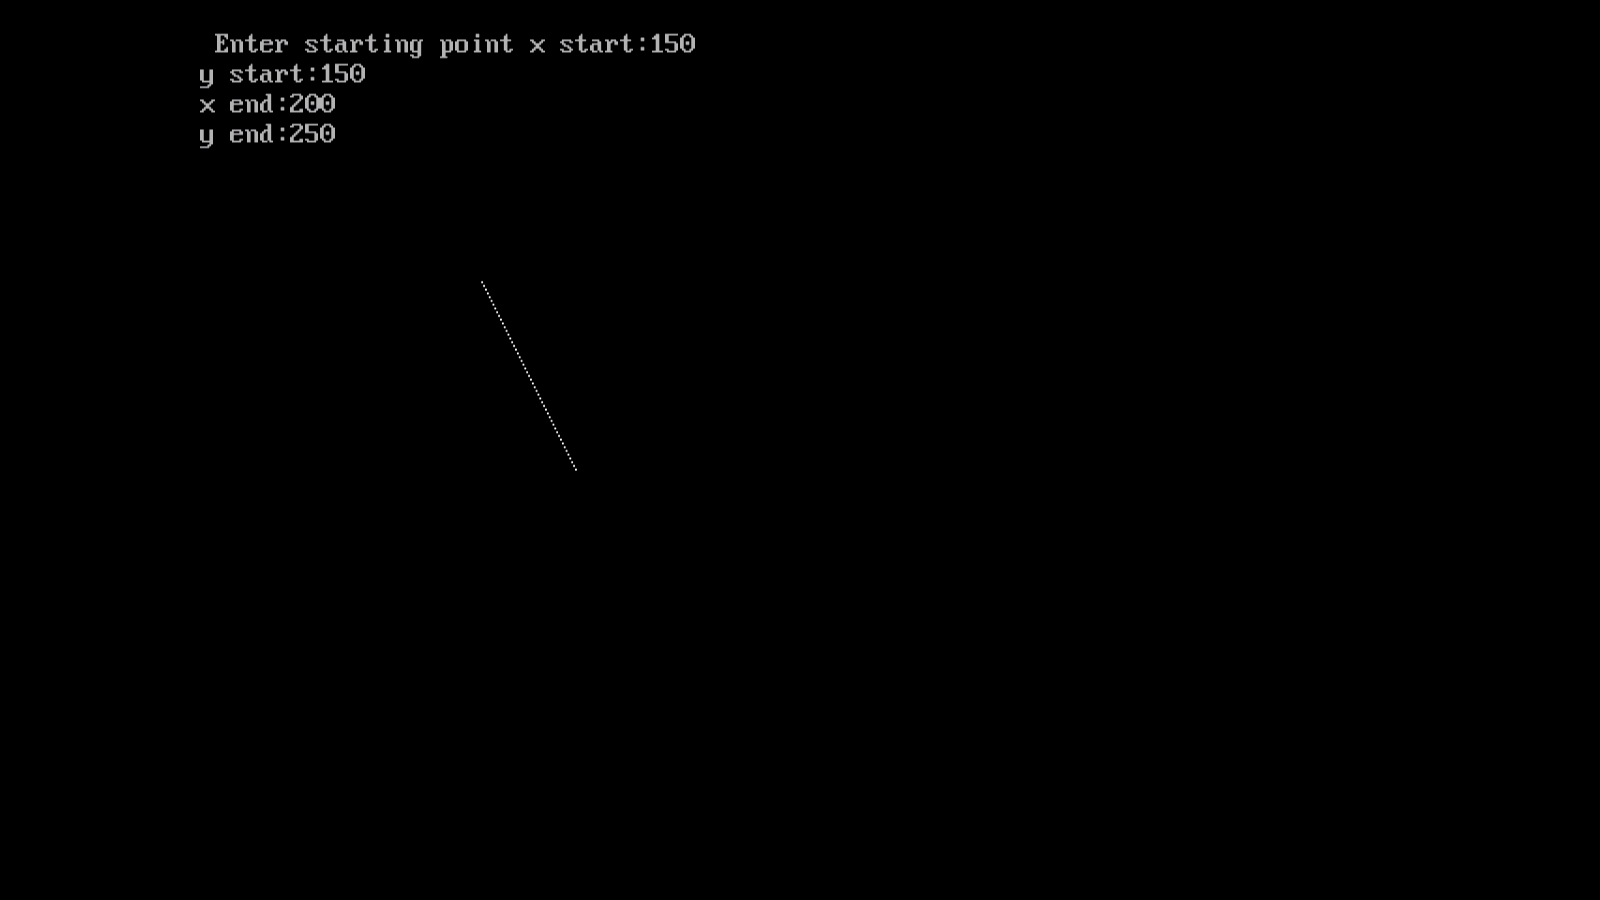 Enter starting point x start:150
y start:150
x end:200
y end:250